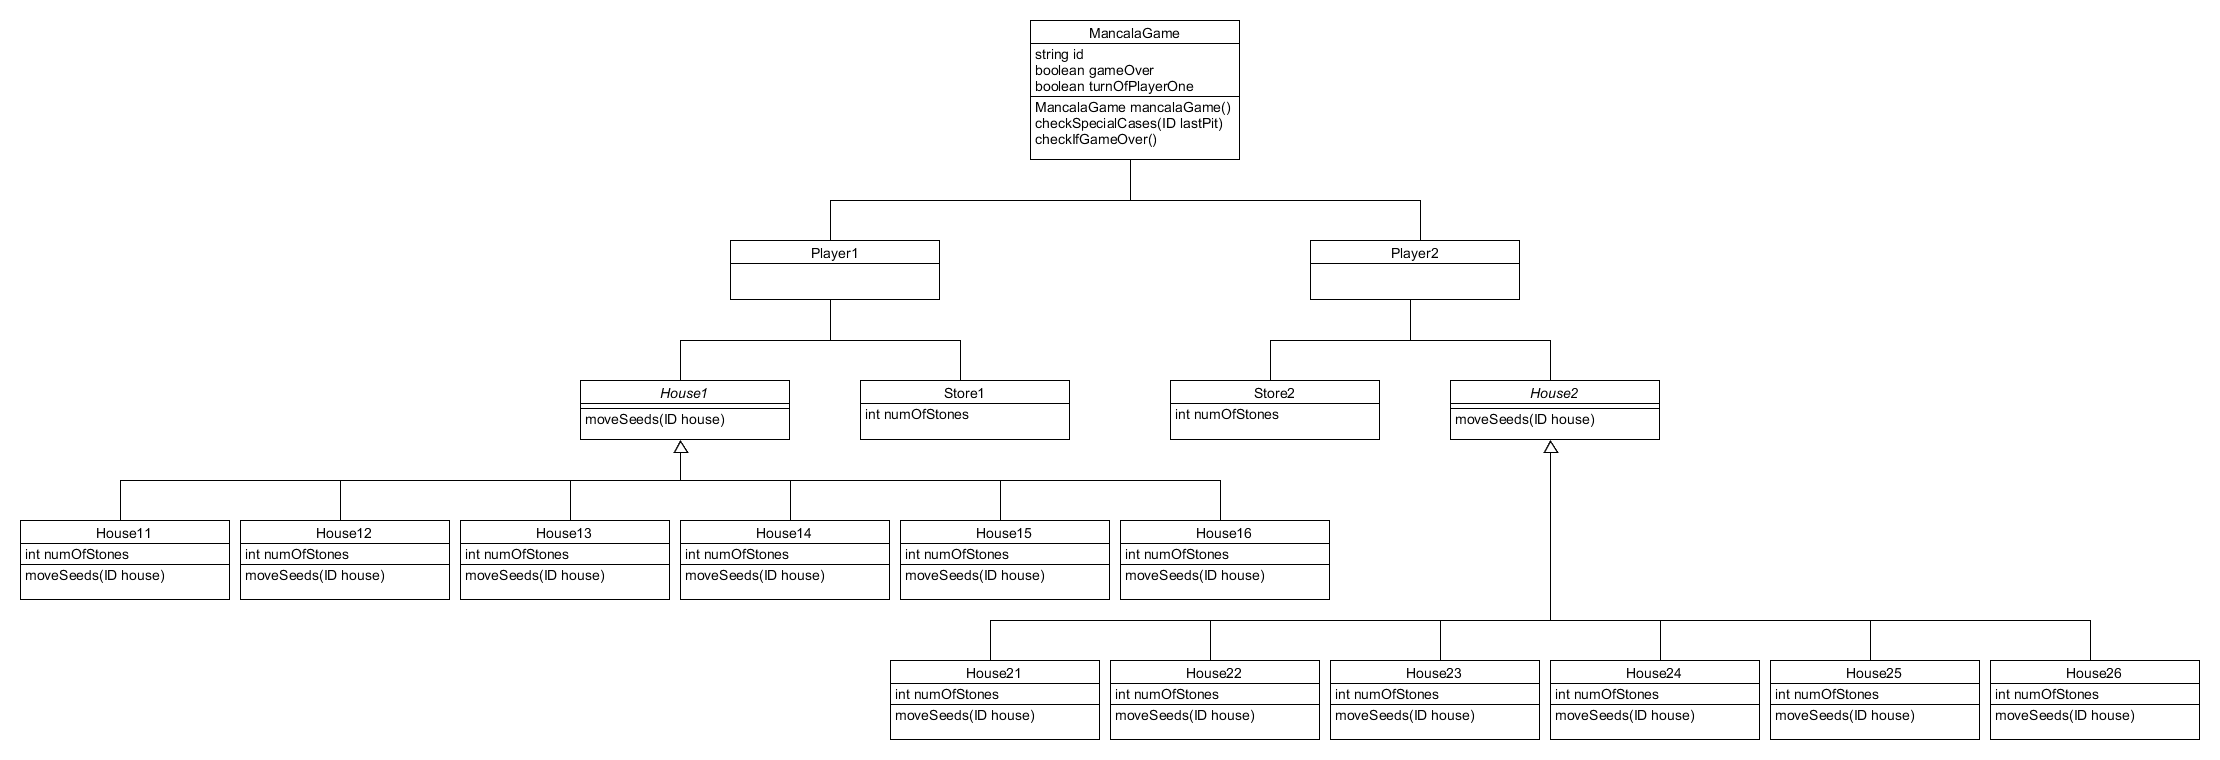 MancalaGame
string id
boolean gameOver
boolean turnOfPlayerOne
MancalaGame mancalaGame()
checkSpecialCases(ID lastPit)
checkIfGameOver()
Player1
Player2
House1
moveSeeds(ID house)
Store1
int numOfStones
Store2
int numOfStones
House2
moveSeeds(ID house)
House11
int numOfStones
moveSeeds(ID house)
House12
int numOfStones
moveSeeds(ID house)
House13
int numOfStones
moveSeeds(ID house)
House14
int numOfStones
moveSeeds(ID house)
House15
int numOfStones
moveSeeds(ID house)
House16
int numOfStones
moveSeeds(ID house)
House21
int numOfStones
moveSeeds(ID house)
House22
int numOfStones
moveSeeds(ID house)
House23
int numOfStones
moveSeeds(ID house)
House24
int numOfStones
moveSeeds(ID house)
House25
int numOfStones
moveSeeds(ID house)
House26
int numOfStones
moveSeeds(ID house)